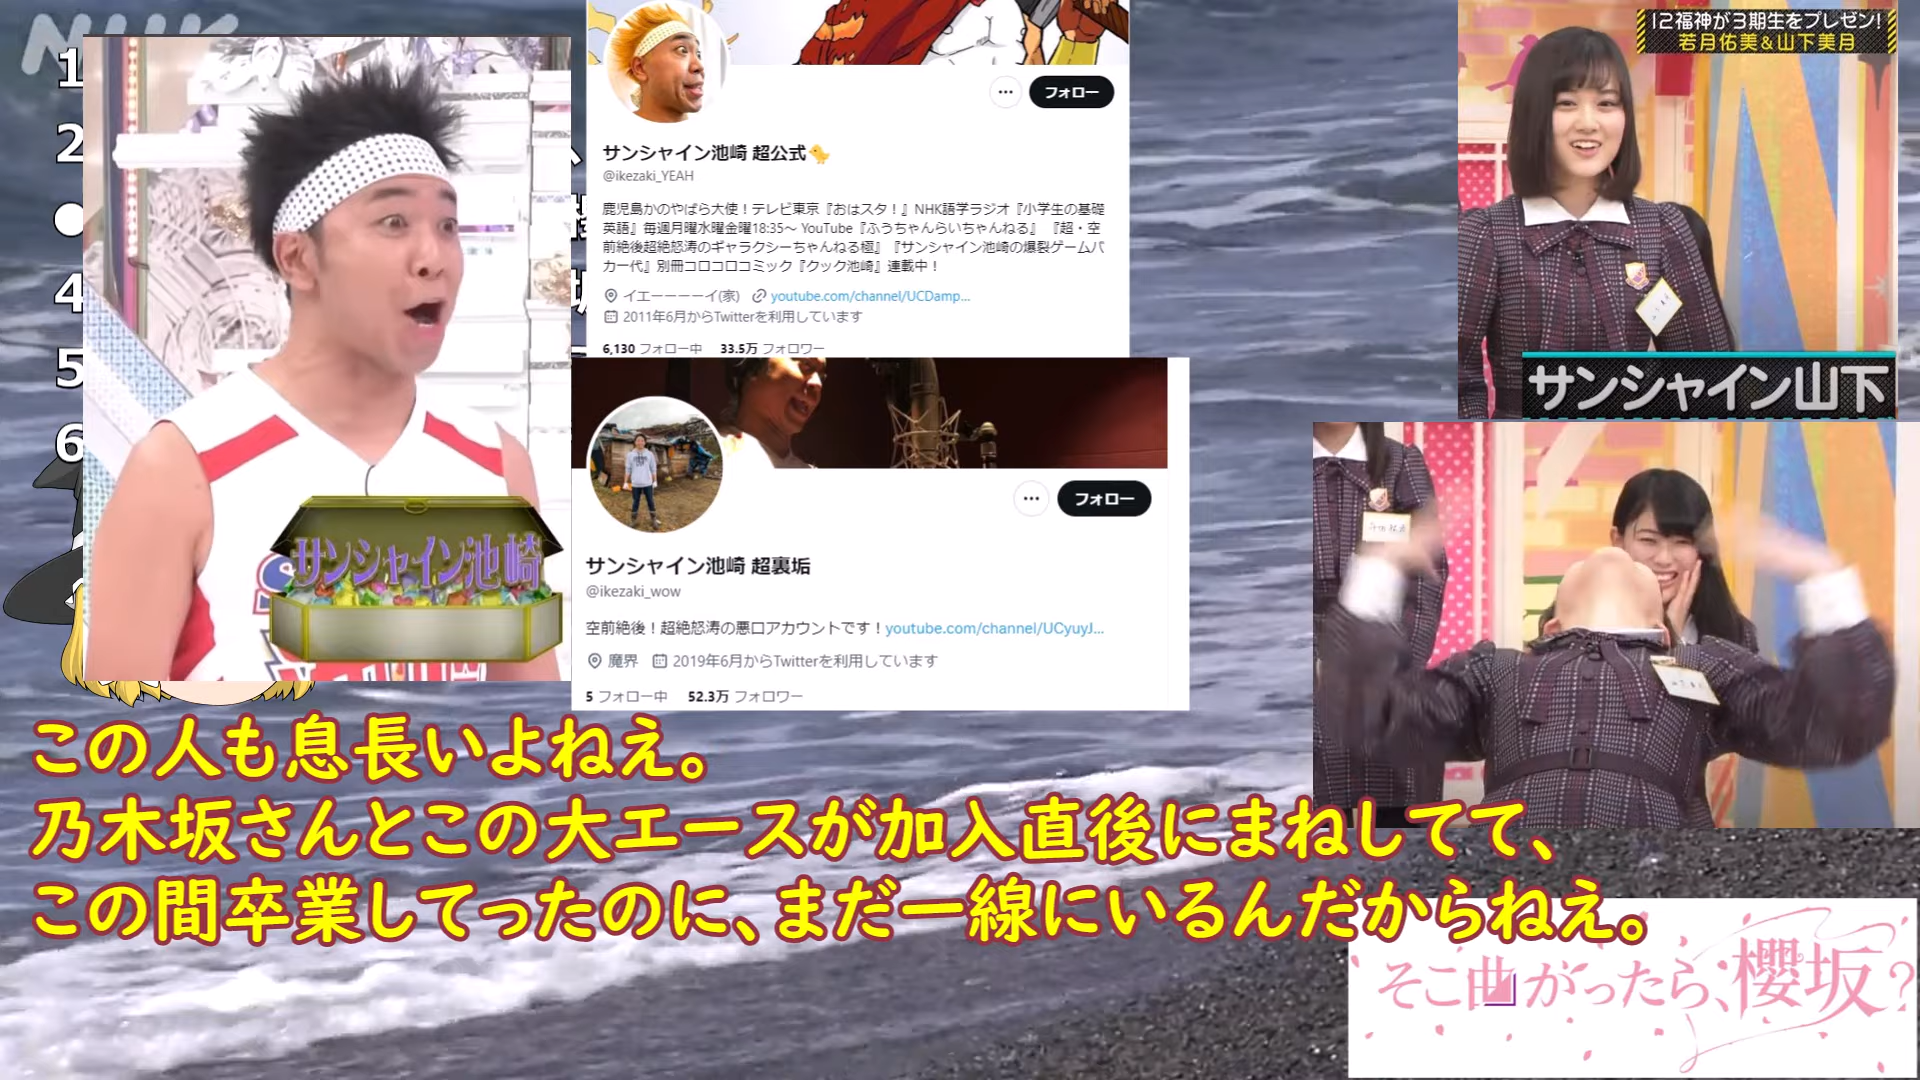 NHK
1
2
●
4
5
6
サンシャイン池崎
フォロー
サンシャイン池崎 超公式🐤
@ikezaki_YEAH
鹿児島かのやばら大使！テレビ東京『おはスタ！』NHK語学ラジオ『小学生の基礎
英語』毎週月曜水曜金曜18:35〜 YouTube『ふうちゃんらいちゃんねる』 『超・空
前絶後超絶怒涛のギャラクシーちゃんねる極』『サンシャイン池崎の爆裂ゲームバ
カ一代』別冊コロコロコミック『クック池崎』連載中！
イエーーーーイ(家) youtube.com/channel/UCDamp...
2011年6月からTwitterを利用しています
6,130 フォロー中 33.5万 フォロワー
フォロー
サンシャイン池崎 超裏垢
@ikezaki_wow
空前絶後！超絶怒涛の悪口アカウントです！youtube.com/channel/UCyuyJ...
魔界 2019年6月からTwitterを利用しています
5 フォロー中 52.3万 フォロワー
12福神が3期生をプレゼン!
若月佑美&山下美月
サンシャイン山下
この人も息長いよねえ。
乃木坂さんとこの大エースが加入直後にまねしてて、
この間卒業してったのに、まだ一線にいるんだからねえ。
そこ曲がったら、櫻坂?